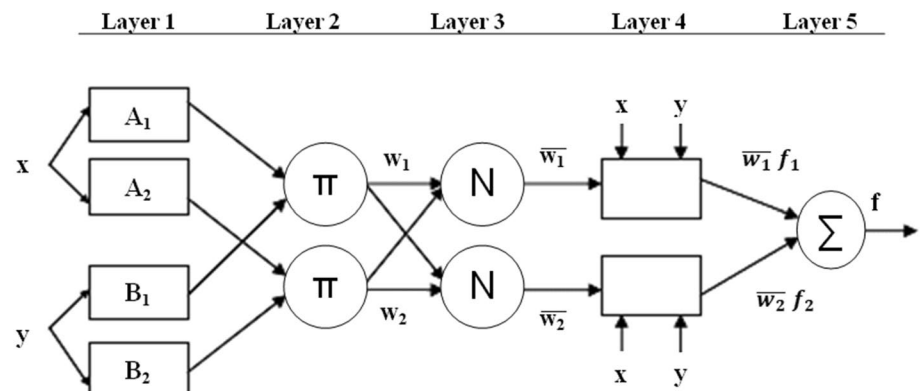 Layer 1 Layer 2 Layer 3 Layer 4 Layer 5
x y
A₁
w₁ w̅₁ w̅₁ f₁
x π N f
A₂ Σ
B₁ π N
w₂ w̅₂ w̅₂ f₂
y
B₂ x y